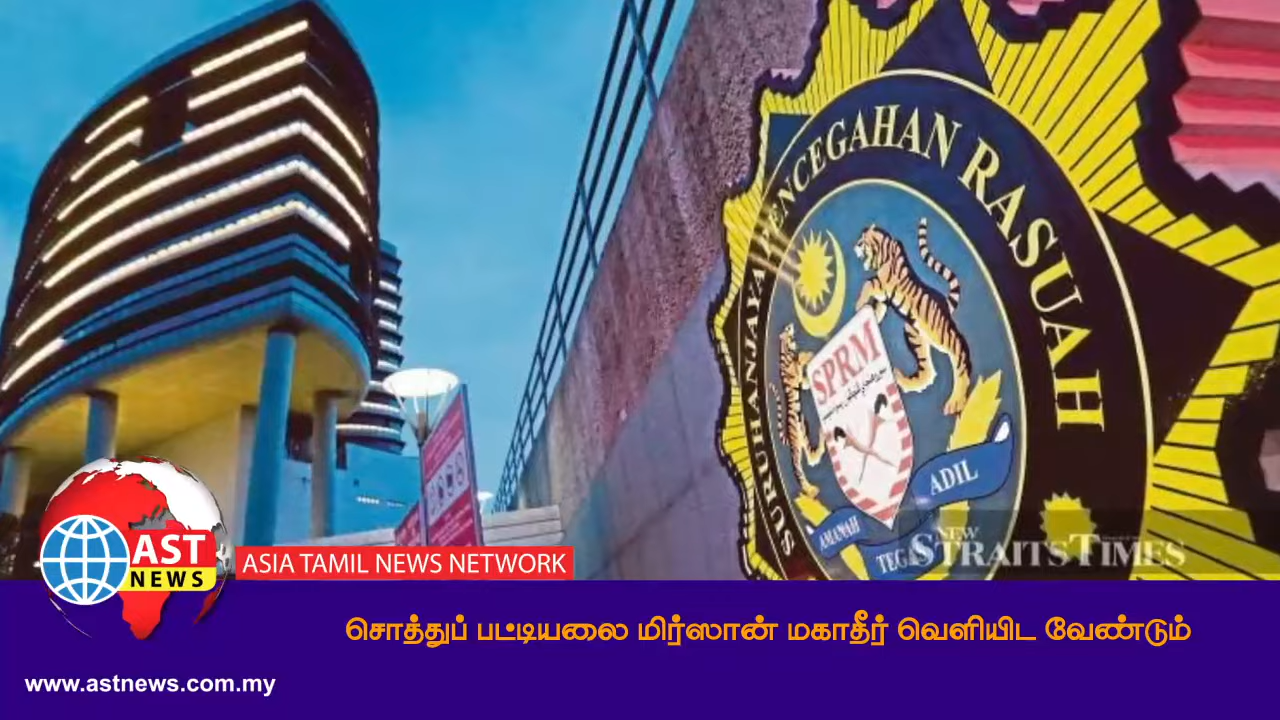 SURUHANJAYA PENCEGAHAN RASUAH
SPRM
AMANAH
ADIL
NEW
STRAITS TIMES
AST
NEWS
ASIA TAMIL NEWS NETWORK
சொத்துப் பட்டியலை மிர்ஸான் மகாதீர் வெளியிட வேண்டும்
www.astnews.com.my